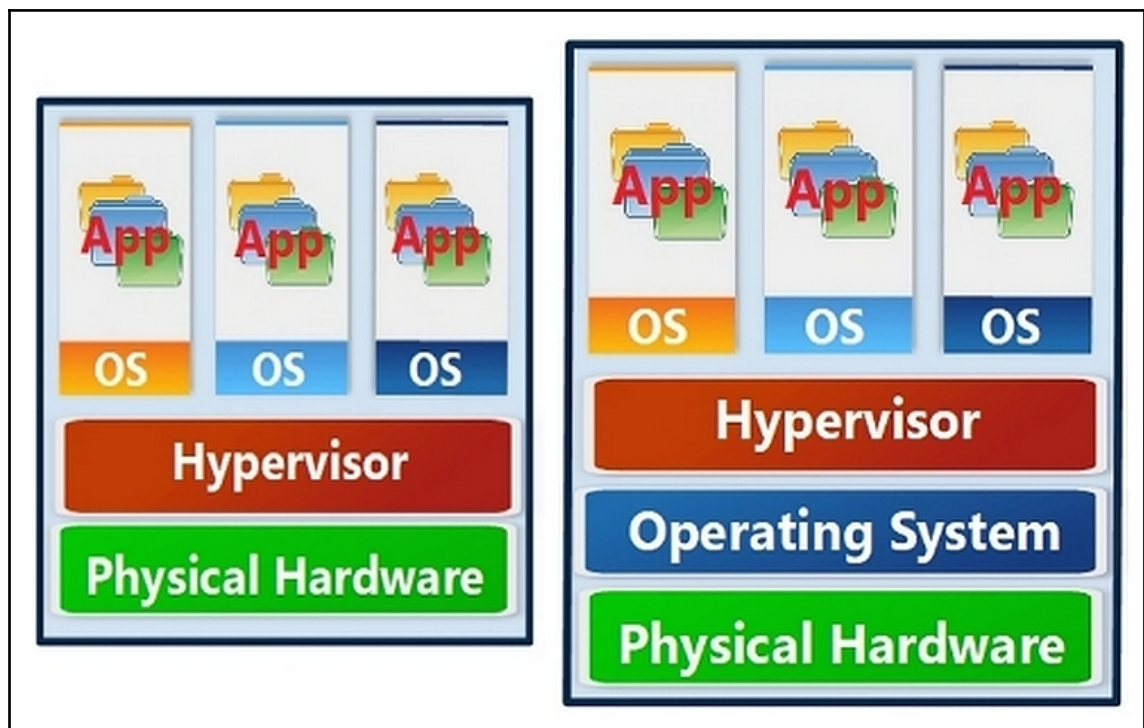 App App App
OS OS OS
Hypervisor
Physical Hardware
App App App
OS OS OS
Hypervisor
Operating System
Physical Hardware